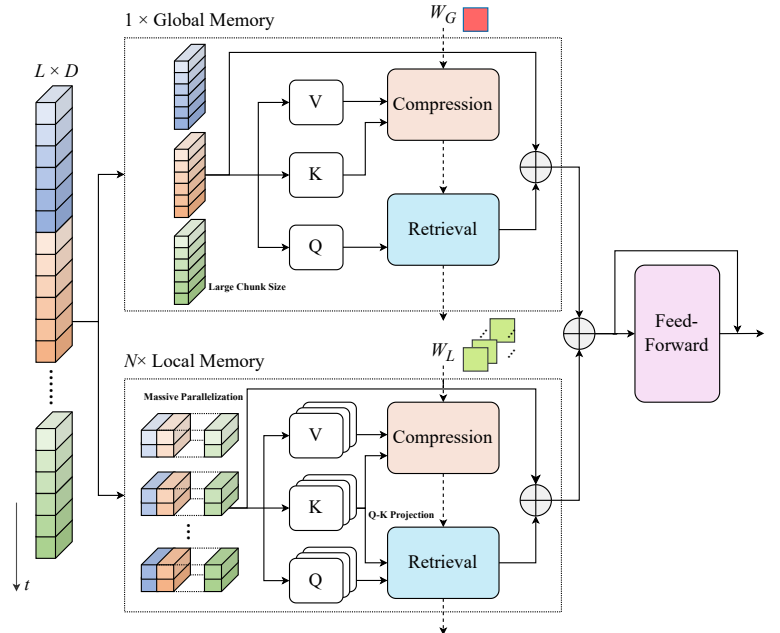 1 × Global Memory
W_G
L × D
V
Compression
K
Q
Retrieval
Large Chunk Size
Feed-
Forward
N× Local Memory
W_L
Massive Parallelization
V
Compression
K
Q-K Projection
Q
Retrieval
t